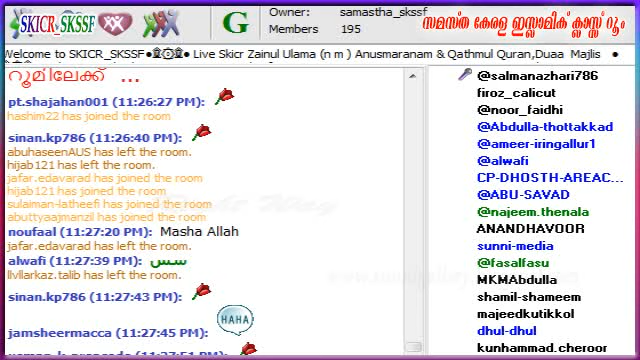 SKICR_SKSSF
G
Owner: samastha_skssf
Members 195
സമസ്ത കേരള ഇസ്ലാമിക് ക്ലാസ്സ് റൂം
Welcome to SKICR_SKSSF●۩۞۩● Live Skicr Zainul Ulama (n m ) Anusmaranam & Qathmul Quran,Duaa Majlis ●
റൂമിലേക്ക് ...
pt.shajahan001 (11:26:27 PM):
hashim22 has joined the room
sinan.kp786 (11:26:40 PM):
abuhaseenAUS has left the room.
hijab121 has left the room.
jafar.edavarad has joined the room
hijab121 has joined the room
sulaiman-latheefi has joined the room
abuttyaajmanzil has joined the room
noufaal (11:27:20 PM): Masha Allah
jafar.edavarad has left the room.
alwafi (11:27:39 PM): سس
llvllarkaz.talib has left the room.
sinan.kp786 (11:27:43 PM):
HAHA
jamsheermacca (11:27:45 PM):
@salmanazhari786
firoz_calicut
@noor_faidhi
@Abdulla-thottakkad
@ameer-iringallur1
@alwafi
CP-DHOSTH-AREAC...
@ABU-SAVAD
@najeem.thenala
ANANDHAVOOR
sunni-media
@fasalfasu
MKMAbdulla
shamil-shameem
majeedkutikkol
dhul-dhul
kunhammad.cheroor